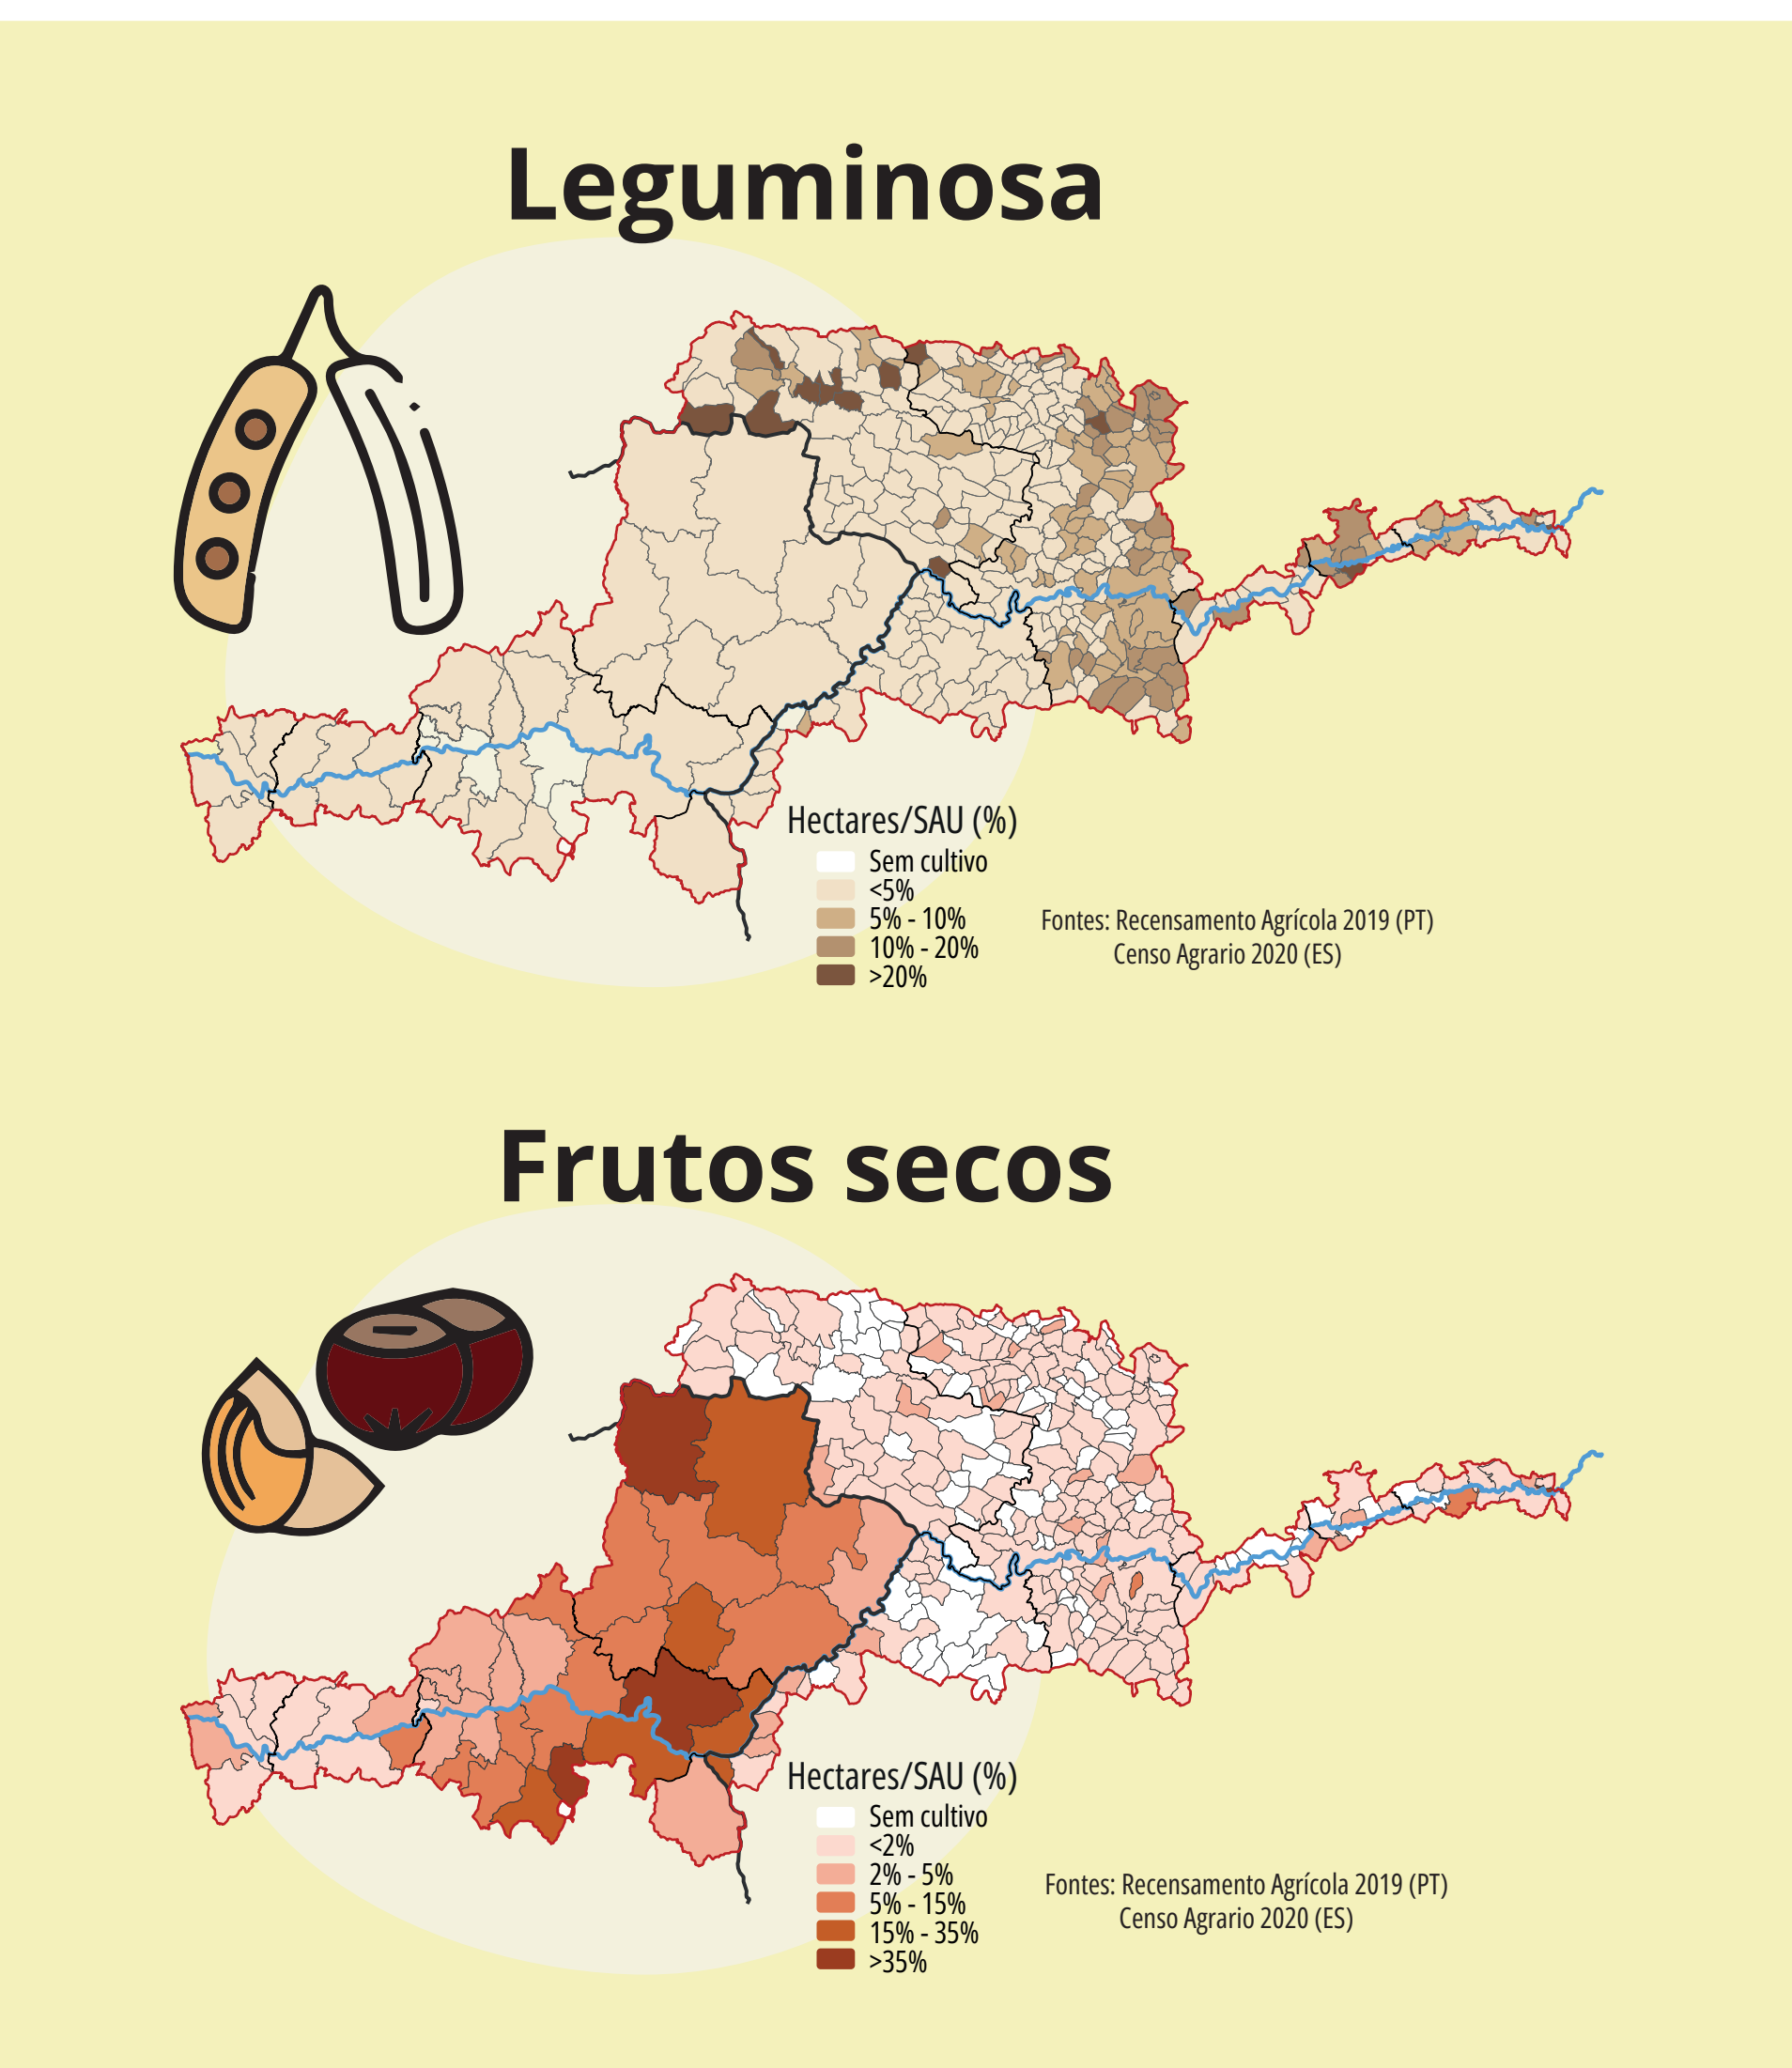 Leguminosa
Hectares/SAU (%)
Sem cultivo
<5%
5% - 10%
10% - 20%
>20%
Fontes: Recensamento Agrícola 2019 (PT)
Censo Agrario 2020 (ES)
Frutos secos
Hectares/SAU (%)
Sem cultivo
<2%
2% - 5%
5% - 15%
15% - 35%
>35%
Fontes: Recensamento Agrícola 2019 (PT)
Censo Agrario 2020 (ES)